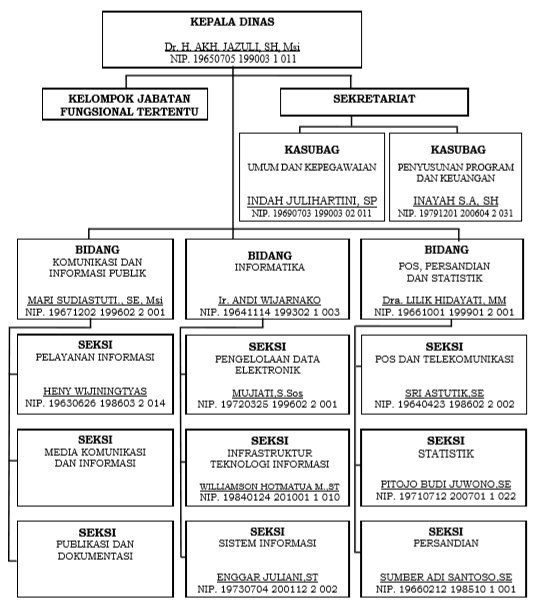 KEPALA DINAS
Dr. H. AKH. JAZULI, SH, Msi
NIP. 19650705 199003 1 011
KELOMPOK JABATAN
FUNGSIONAL TERTENTU
SEKRETARIAT
KASUBAG
UMUM DAN KEPEGAWAIAN
INDAH JULIHARTINI, SP
NIP. 19690703 199003 02 011
KASUBAG
PENYUSUNAN PROGRAM
DAN KEUANGAN
INAYAH S.A, SH
NIP. 19791201 200604 2 031
BIDANG
KOMUNIKASI DAN
INFORMASI PUBLIK
MARI SUDIASTUTI., SE, Msi
NIP. 19671202 199602 2 001
BIDANG
INFORMATIKA
Ir. ANDI WIJARNAKO
NIP. 19641114 199302 1 003
BIDANG
POS, PERSANDIAN
DAN STATISTIK
Dra. LILIK HIDAYATI, MM
NIP. 19661001 199901 2 001
SEKSI
PELAYANAN INFORMASI
HENY WIJININGTYAS
NIP. 19630626 198603 2 014
SEKSI
PENGELOLAAN DATA
ELEKTRONIK
MUJIATI,S.Sos
NIP. 19720325 199602 2 001
SEKSI
POS DAN TELEKOMUNIKASI
SRI ASTUTIK,SE
NIP. 19640423 198602 2 002
SEKSI
MEDIA KOMUNIKASI
DAN INFORMASI
SEKSI
INFRASTRUKTUR
TEKNOLOGI INFORMASI
WILLIAMSON HOTMATUA M.,ST
NIP. 19840124 201001 1 010
SEKSI
STATISTIK
PITOJO BUDI JUWONO,SE
NIP. 19710712 200701 1 022
SEKSI
PUBLIKASI DAN
DOKUMENTASI
SEKSI
SISTEM INFORMASI
ENGGAR JULIANI,ST
NIP. 19730704 200112 2 002
SEKSI
PERSANDIAN
SUMBER ADI SANTOSO,SE
NIP. 19660212 198510 1 001